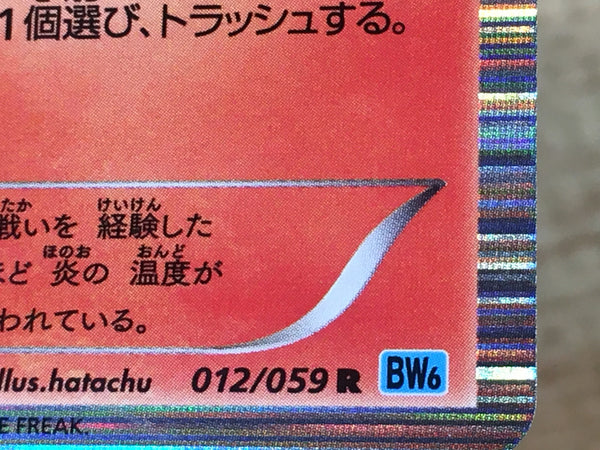 1個選び、トラッシュする。
たか けいけん
戦いを 経験した
ほのお おんど
ほど 炎の 温度が
われている。
illus.hatachu 012/059 R BW6
E FREAK.